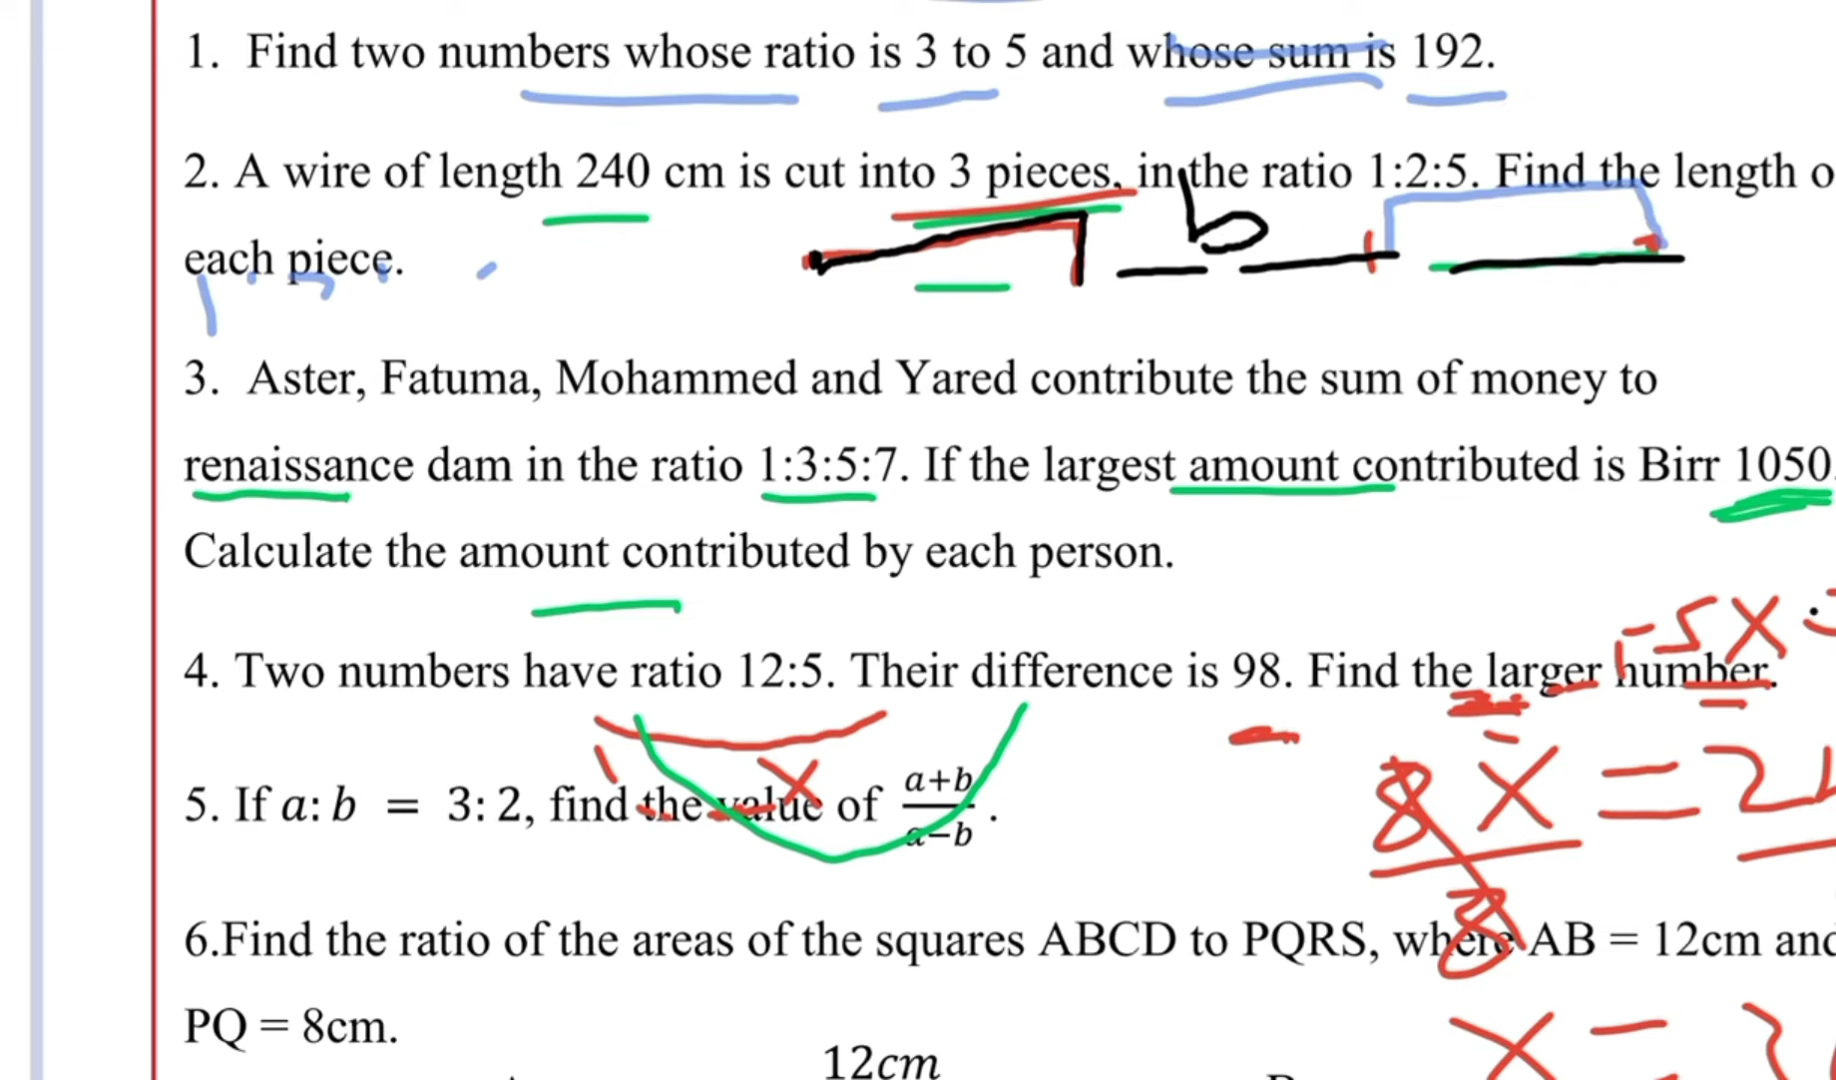 1. Find two numbers whose ratio is 3 to 5 and whose sum is 192.
2. A wire of length 240 cm is cut into 3 pieces, in the ratio 1:2:5. Find the length o
b
each piece.
3. Aster, Fatuma, Mohammed and Yared contribute the sum of money to
renaissance dam in the ratio 1:3:5:7. If the largest amount contributed is Birr 1050.
Calculate the amount contributed by each person.
-5x
4. Two numbers have ratio 12:5. Their difference is 98. Find the larger number.
x
8x = 2
5. If a: b = 3: 2, find the value of a+b/a−b .
8
6.Find the ratio of the areas of the squares ABCD to PQRS, where AB = 12cm and
PQ = 8cm.
x =
12cm